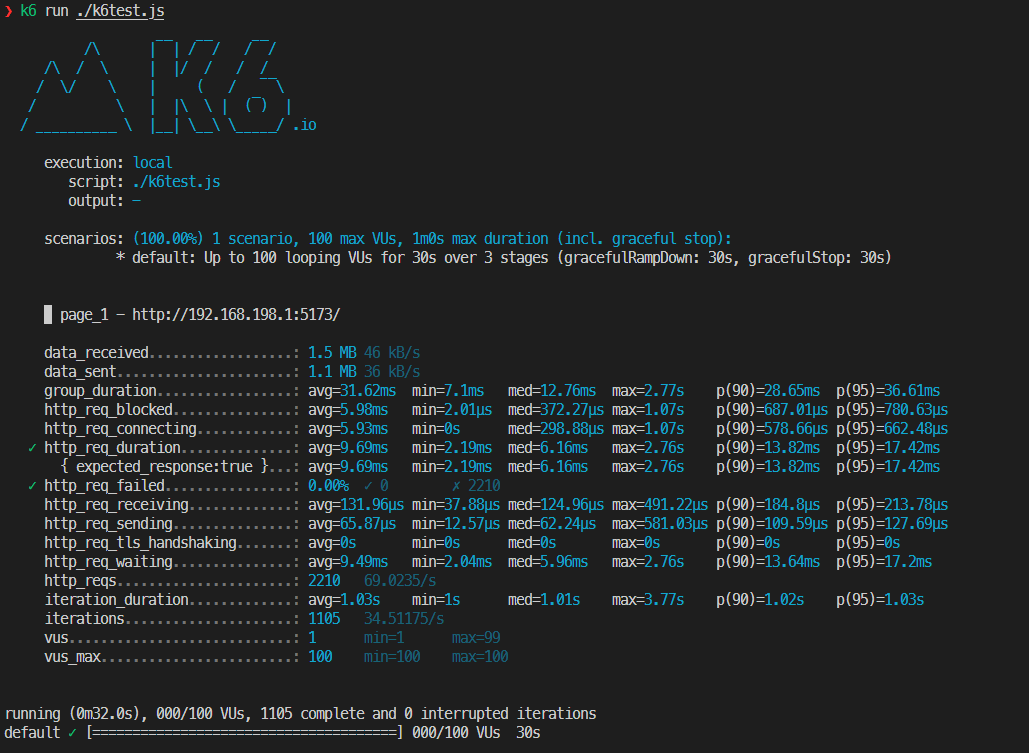 ❯ k6 run ./k6test.js
          /\      |‾‾| /‾‾/   /‾‾/
     /\  /  \     |  |/  /   /  /
    /  \/    \    |     (   /   ‾‾\
   /          \   |  |\  \ |  (‾)  |
  / __________ \  |__| \__\ \_____/ .io
execution: local
script: ./k6test.js
output: -
scenarios: (100.00%) 1 scenario, 100 max VUs, 1m0s max duration (incl. graceful stop):
* default: Up to 100 looping VUs for 30s over 3 stages (gracefulRampDown: 30s, gracefulStop: 30s)
█ page_1 - http://192.168.198.1:5173/
data_received..................: 1.5 MB 46 kB/s
data_sent......................: 1.1 MB 36 kB/s
group_duration.................: avg=31.62ms min=7.1ms med=12.76ms max=2.77s p(90)=28.65ms p(95)=36.61ms
http_req_blocked...............: avg=5.98ms min=2.01µs med=372.27µs max=1.07s p(90)=687.01µs p(95)=780.63µs
http_req_connecting............: avg=5.93ms min=0s med=298.88µs max=1.07s p(90)=578.66µs p(95)=662.48µs
✓ http_req_duration..............: avg=9.69ms min=2.19ms med=6.16ms max=2.76s p(90)=13.82ms p(95)=17.42ms
{ expected_response:true }...: avg=9.69ms min=2.19ms med=6.16ms max=2.76s p(90)=13.82ms p(95)=17.42ms
✓ http_req_failed................: 0.00% ✓ 0 ✗ 2210
http_req_receiving.............: avg=131.96µs min=37.88µs med=124.96µs max=491.22µs p(90)=184.8µs p(95)=213.78µs
http_req_sending...............: avg=65.87µs min=12.57µs med=62.24µs max=581.03µs p(90)=109.59µs p(95)=127.69µs
http_req_tls_handshaking.......: avg=0s min=0s med=0s max=0s p(90)=0s p(95)=0s
http_req_waiting...............: avg=9.49ms min=2.04ms med=5.96ms max=2.76s p(90)=13.64ms p(95)=17.2ms
http_reqs......................: 2210 69.0235/s
iteration_duration.............: avg=1.03s min=1s med=1.01s max=3.77s p(90)=1.02s p(95)=1.03s
iterations.....................: 1105 34.51175/s
vus............................: 1 min=1 max=99
vus_max........................: 100 min=100 max=100
running (0m32.0s), 000/100 VUs, 1105 complete and 0 interrupted iterations
default ✓ [======================================] 000/100 VUs 30s